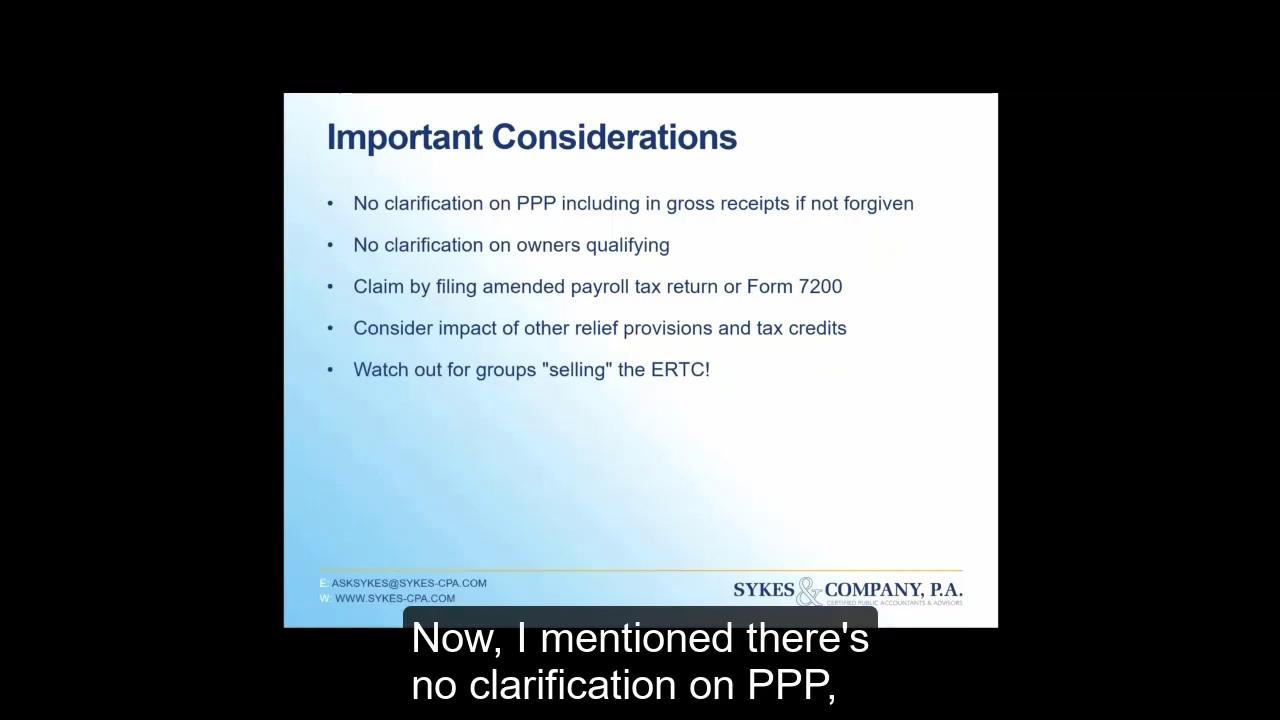 Important Considerations
• No clarification on PPP including in gross receipts if not forgiven
• No clarification on owners qualifying
• Claim by filing amended payroll tax return or Form 7200
• Consider impact of other relief provisions and tax credits
• Watch out for groups "selling" the ERTC!
E: ASKSYKES@SYKES-CPA.COM
W: WWW.SYKES-CPA.COM
SYKES & COMPANY, P.A.
CERTIFIED PUBLIC ACCOUNTANTS & ADVISORS
Now, I mentioned there's
no clarification on PPP,